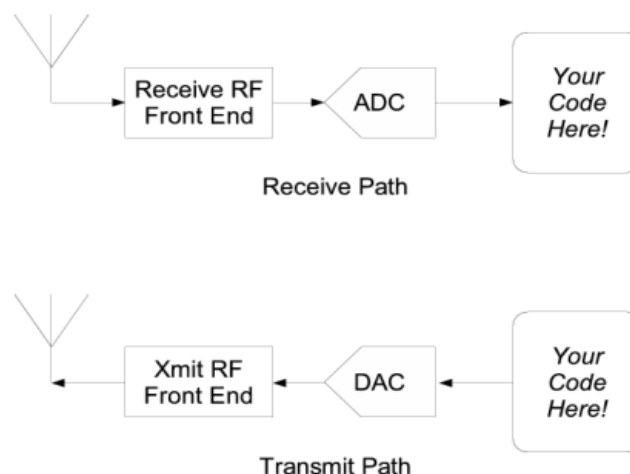 Receive RF
Front End
ADC
Your
Code
Here!
Receive Path
Xmit RF
Front End
DAC
Your
Code
Here!
Transmit Path